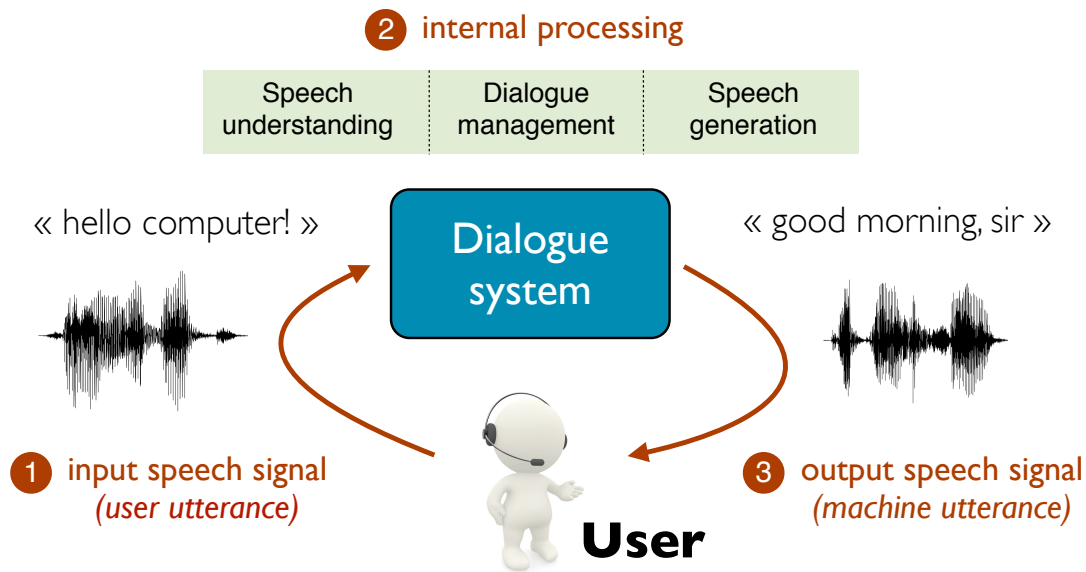 2 internal processing
Speech understanding
Dialogue management
Speech generation
« hello computer! »
Dialogue
system
« good morning, sir »
1 input speech signal
(user utterance)
3 output speech signal
(machine utterance)
User